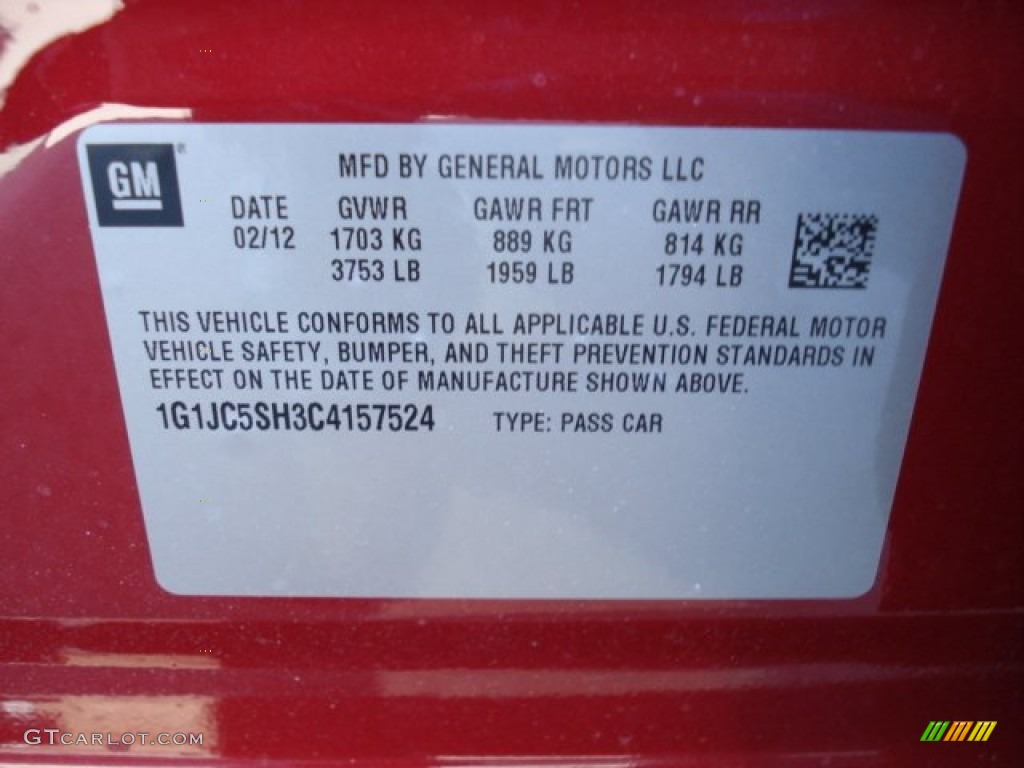 GM ®
MFD BY GENERAL MOTORS LLC
DATE GVWR GAWR FRT GAWR RR
02/12 1703 KG 889 KG 814 KG
3753 LB 1959 LB 1794 LB
THIS VEHICLE CONFORMS TO ALL APPLICABLE U.S. FEDERAL MOTOR
VEHICLE SAFETY, BUMPER, AND THEFT PREVENTION STANDARDS IN
EFFECT ON THE DATE OF MANUFACTURE SHOWN ABOVE.
1G1JC5SH3C4157524 TYPE: PASS CAR
GTCARLOT.COM